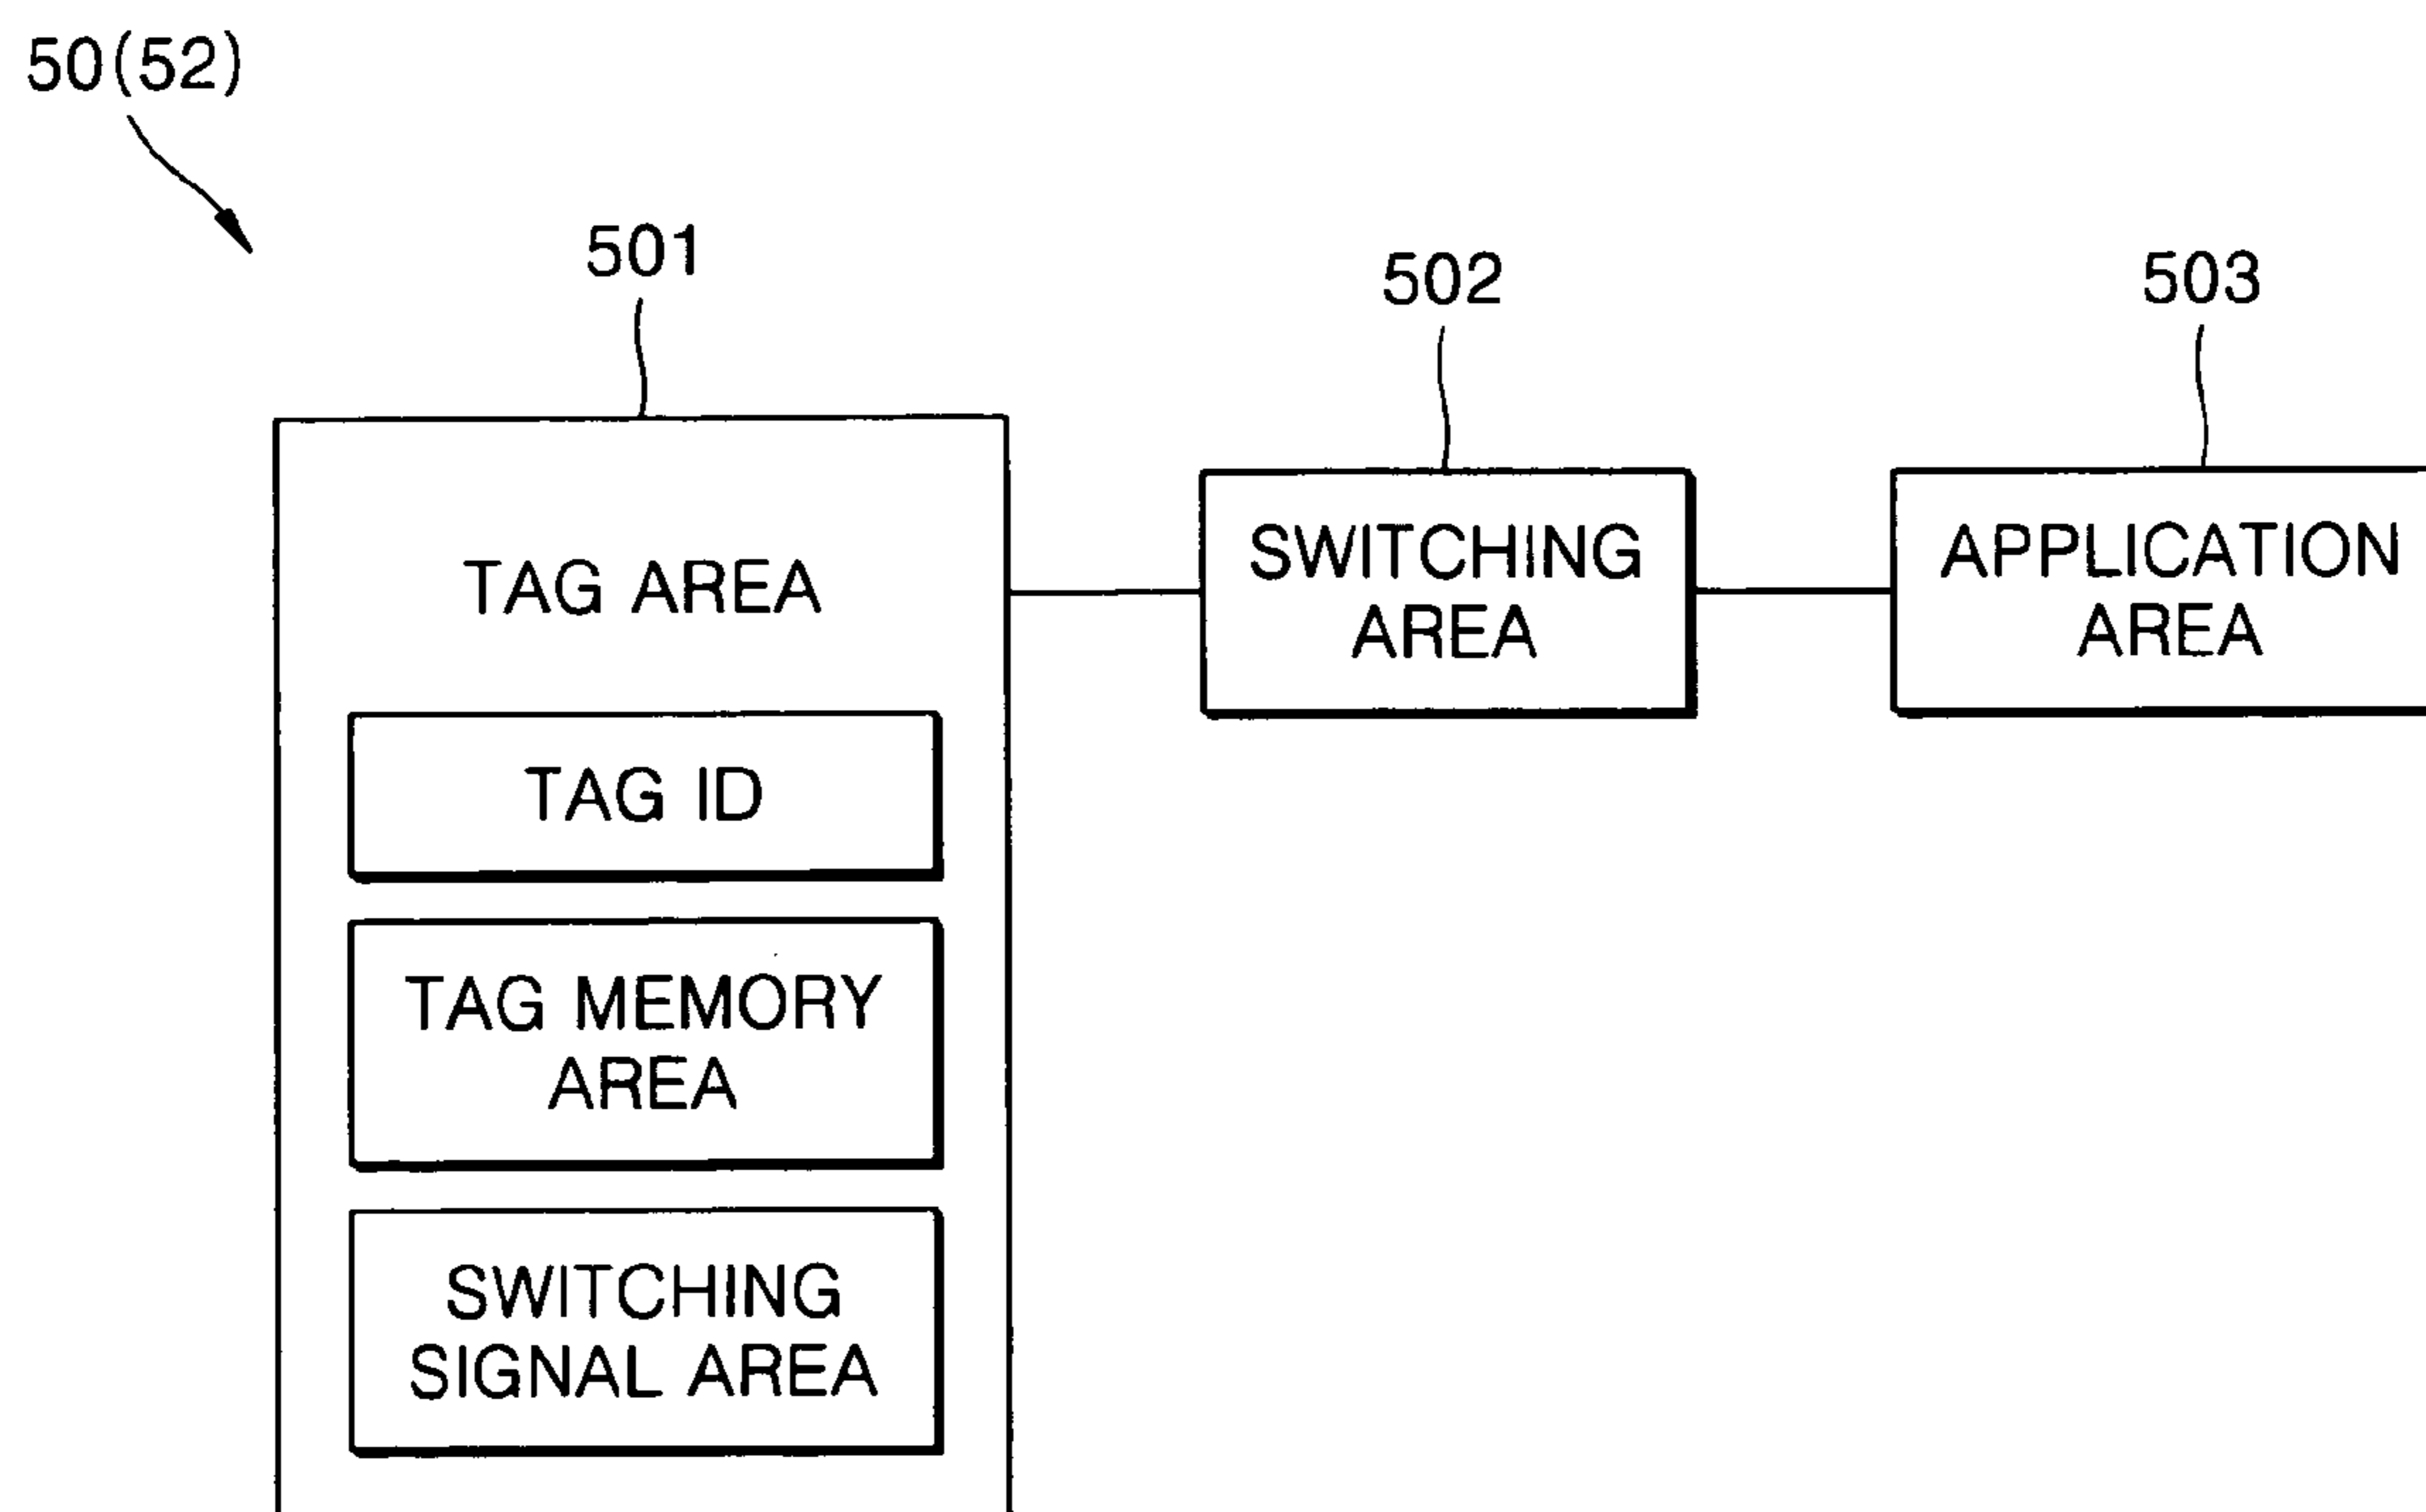 50(52)
501
502
503
TAG AREA
SWITCHING
AREA
APPLICATION
AREA
TAG ID
TAG MEMORY
AREA
SWITCHING
SIGNAL AREA